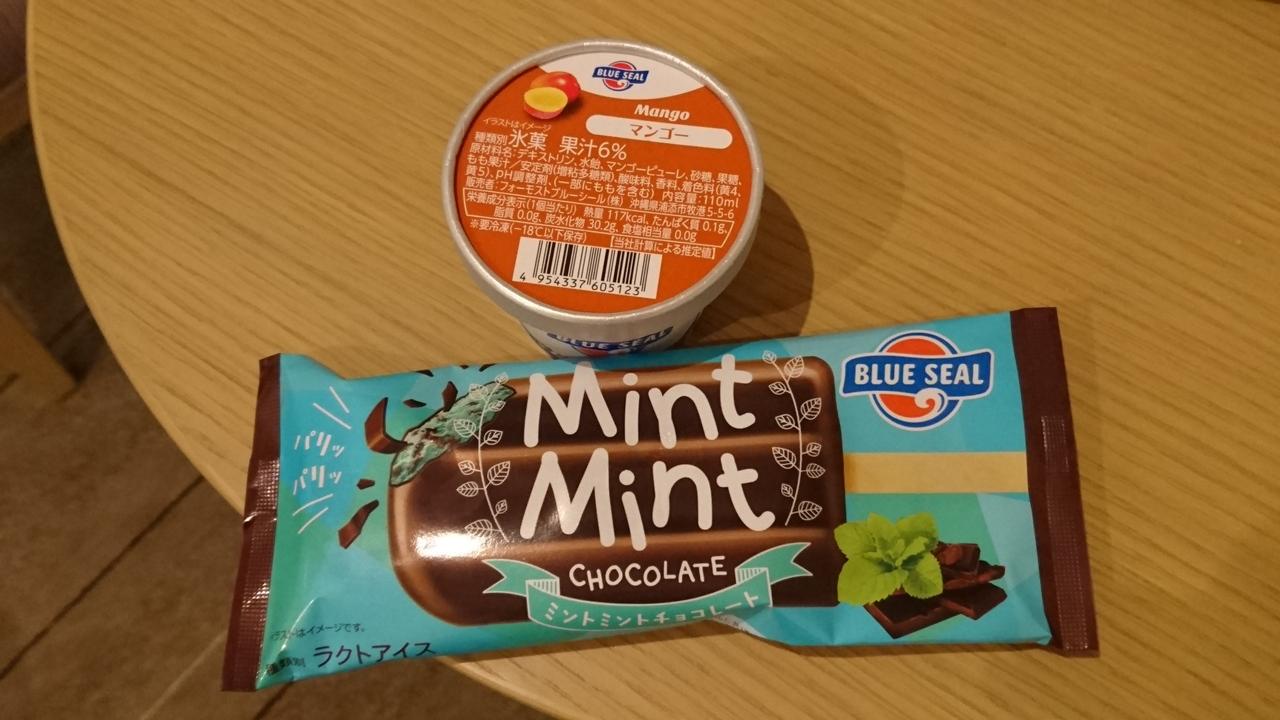 BLUE SEAL
Mango
マンゴー
イラストはイメージ
種類別 氷菓 果汁6%
原材料名:デキストリン、水飴、マンゴーピューレ、砂糖、果糖、
もも果汁/安定剤(増粘多糖類)、酸味料、香料、着色料(黄4、
黄5)、pH調整剤、(一部にももを含む) 内容量:110ml
販売者:フォーモストブルーシール(株) 沖縄県浦添市牧港5-5-6
栄養成分表示(1個当たり) 熱量 117kcal、たんぱく質 0.1g、
脂質 0.0g、炭水化物 30.2g、食塩相当量 0.0g
※要冷凍(−18℃以下保存) [当社計算による推定値]
4 954337 605123
BLUE SEAL
Mint
Mint
CHOCOLATE
ミントミントチョコレート
BLUE SEAL
パリッ
パリッ
イラストはイメージです。
種類別 ラクトアイス